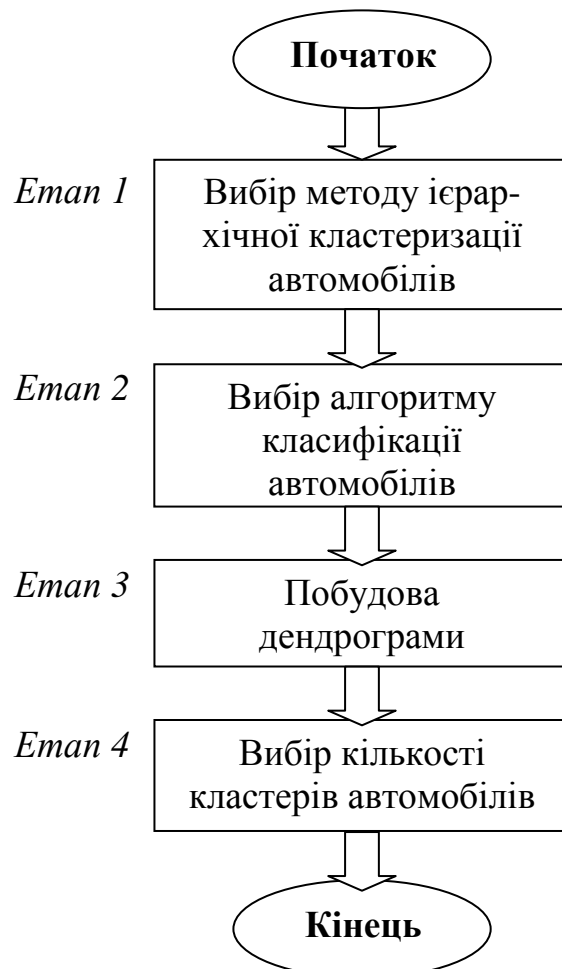 Початок
Етап 1
Вибір методу ієрар-
хічної кластеризації
автомобілів
Етап 2
Вибір алгоритму
класифікації
автомобілів
Етап 3
Побудова
дендрограми
Етап 4
Вибір кількості
кластерів автомобілів
Кінець